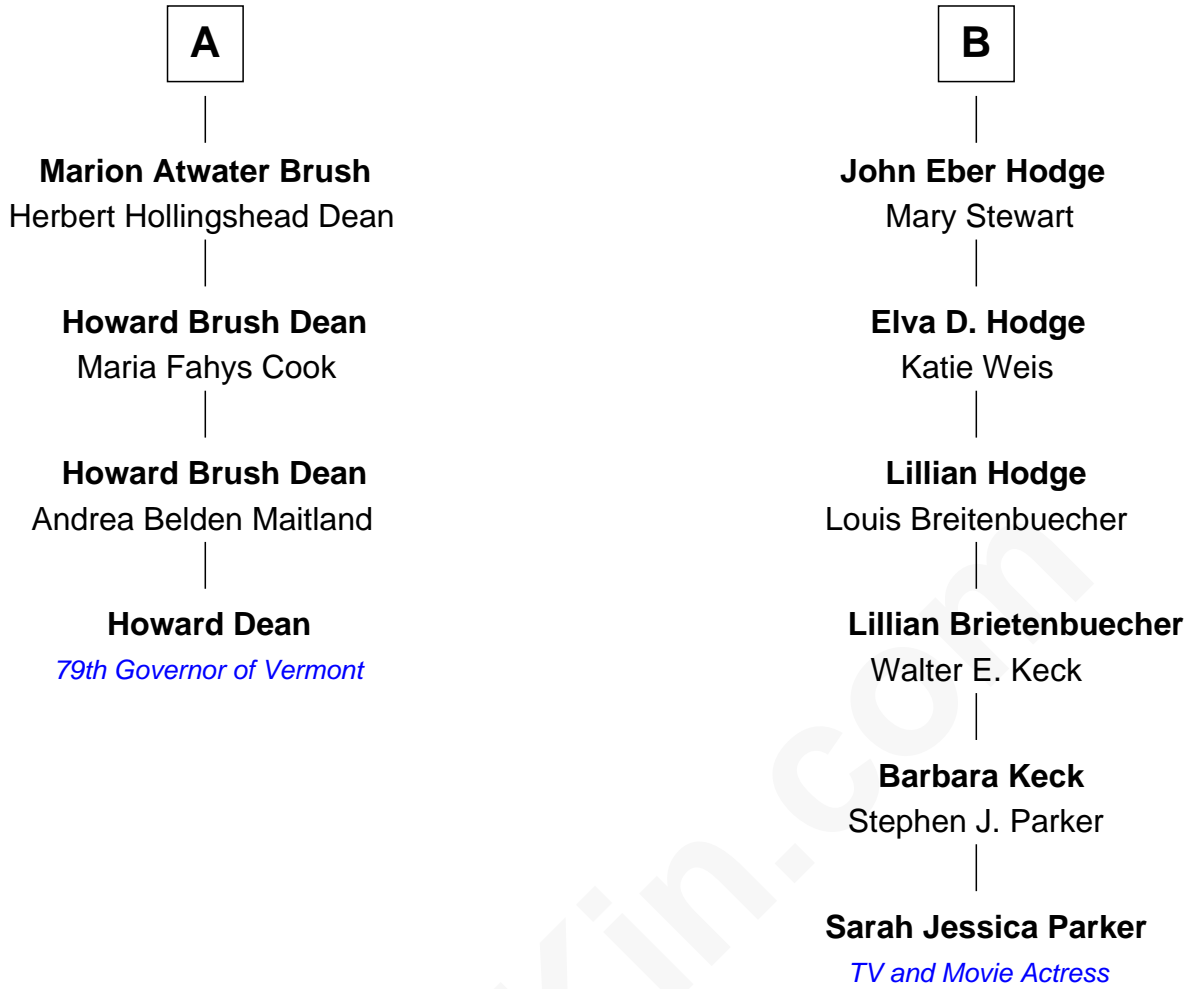 A
Marion Atwater Brush
Herbert Hollingshead Dean
Howard Brush Dean
Maria Fahys Cook
Howard Brush Dean
Andrea Belden Maitland
Howard Dean
79th Governor of Vermont
B
John Eber Hodge
Mary Stewart
Elva D. Hodge
Katie Weis
Lillian Hodge
Louis Breitenbuecher
Lillian Brietenbuecher
Walter E. Keck
Barbara Keck
Stephen J. Parker
Sarah Jessica Parker
TV and Movie Actress